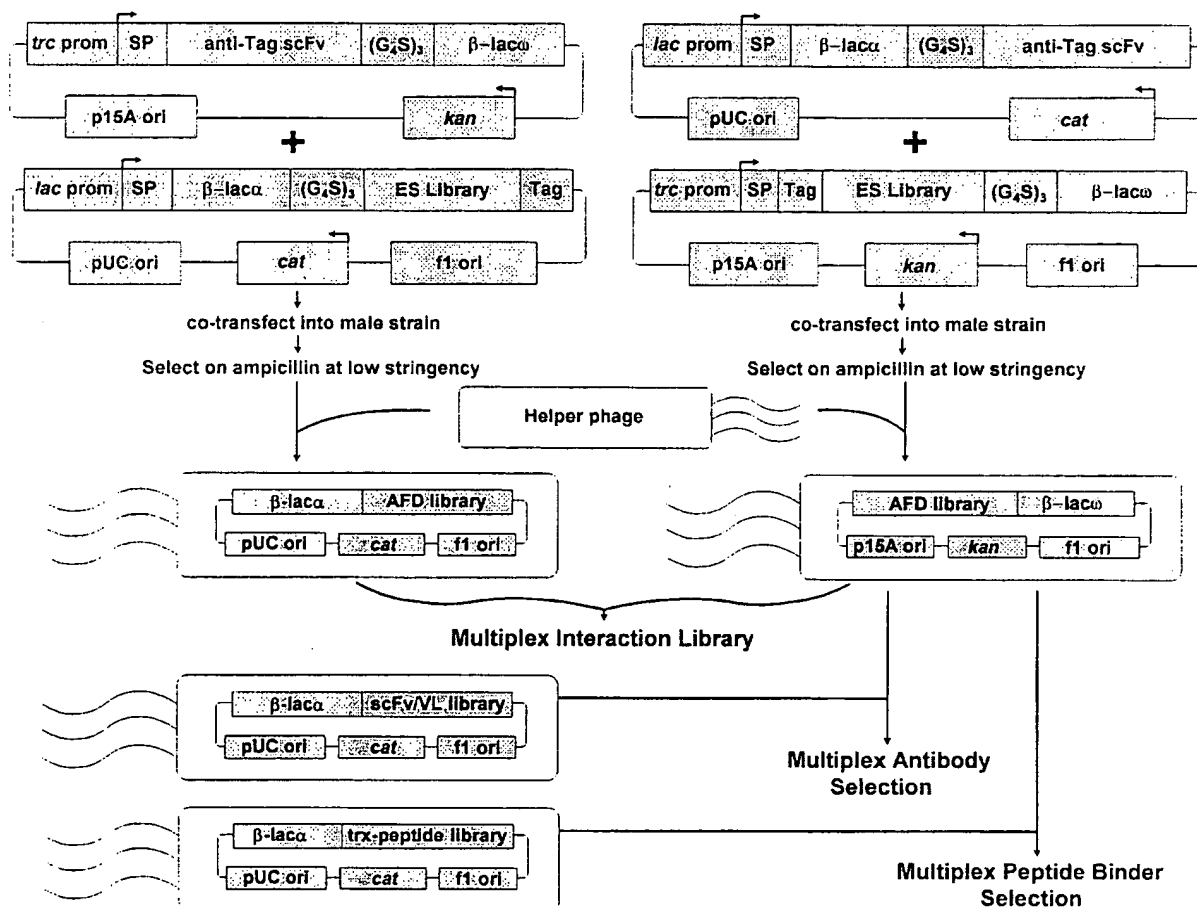 trc prom SP anti-Tag scFv (G₄S)₃ β–lacω
p15A ori kan
+
lac prom SP β–lacα (G₄S)₃ ES Library Tag
pUC ori cat f1 ori
co-transfect into male strain
Select on ampicillin at low stringency
lac prom SP β–lacα (G₄S)₃ anti-Tag scFv
pUC ori cat
+
trc prom SP Tag ES Library (G₄S)₃ β–lacω
p15A ori kan f1 ori
co-transfect into male strain
Select on ampicillin at low stringency
Helper phage
β-lacα AFD library
pUC ori cat f1 ori
AFD library β–lacω
p15A ori kan f1 ori
Multiplex Interaction Library
β-lacα scFv/VL library
pUC ori cat f1 ori
Multiplex Antibody
Selection
β-lacα trx-peptide library
pUC ori cat f1 ori
Multiplex Peptide Binder
Selection